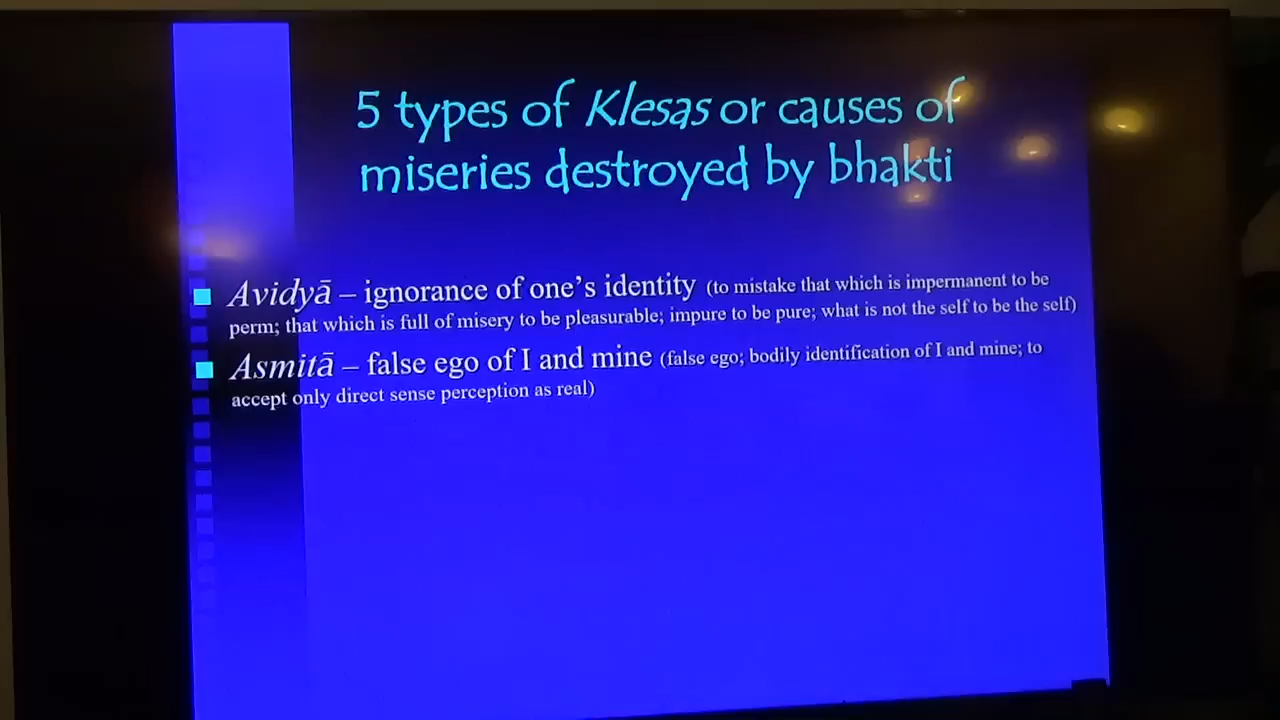 5 types of Klesas or causes of
miseries destroyed by bhakti
Avidyā – ignorance of one's identity (to mistake that which is impermanent to be
perm; that which is full of misery to be pleasurable; impure to be pure; what is not the self to be the self)
Asmitā – false ego of I and mine (false ego; bodily identification of I and mine; to
accept only direct sense perception as real)